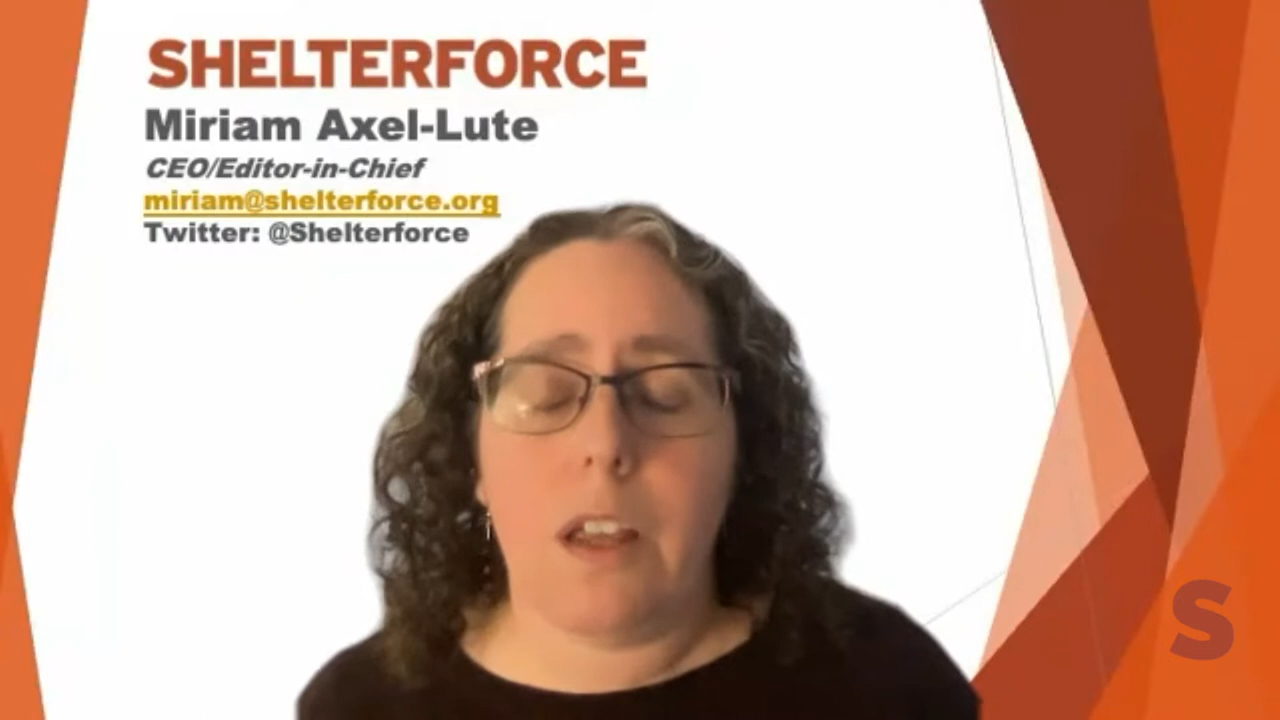 SHELTERFORCE
Miriam Axel-Lute
CEO/Editor-in-Chief
miriam@shelterforce.org
Twitter: @Shelterforce
S